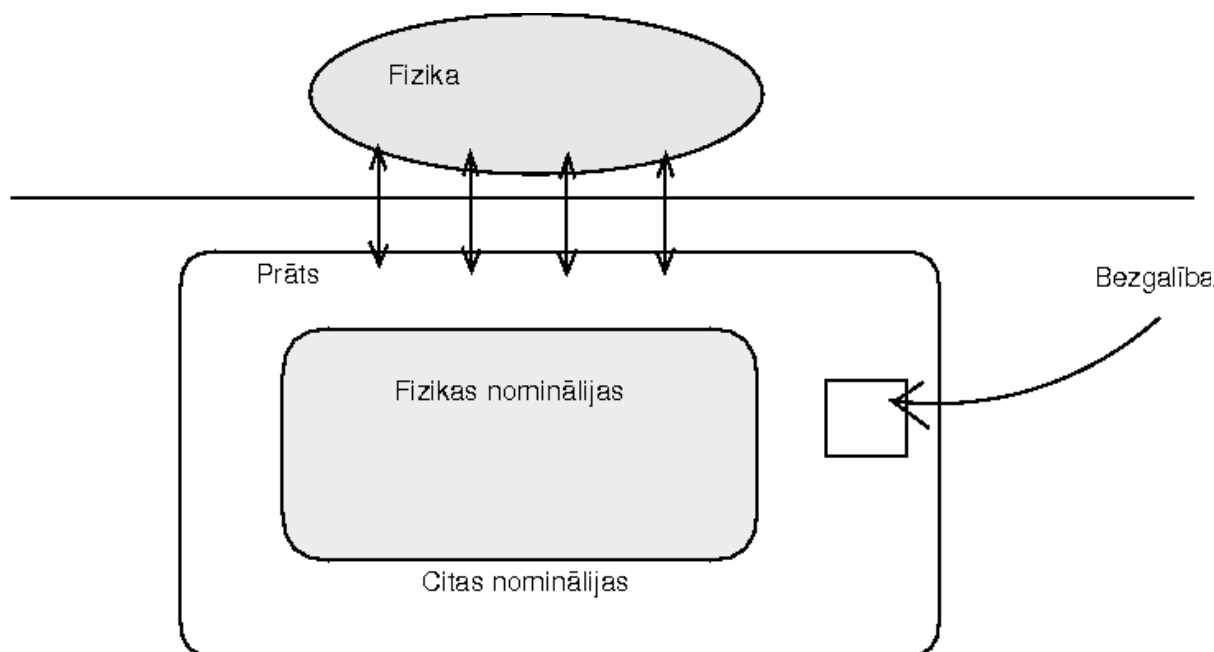 Fizika
Prāts
Bezgalība
Fizikas nominālijas
Citas nominālijas